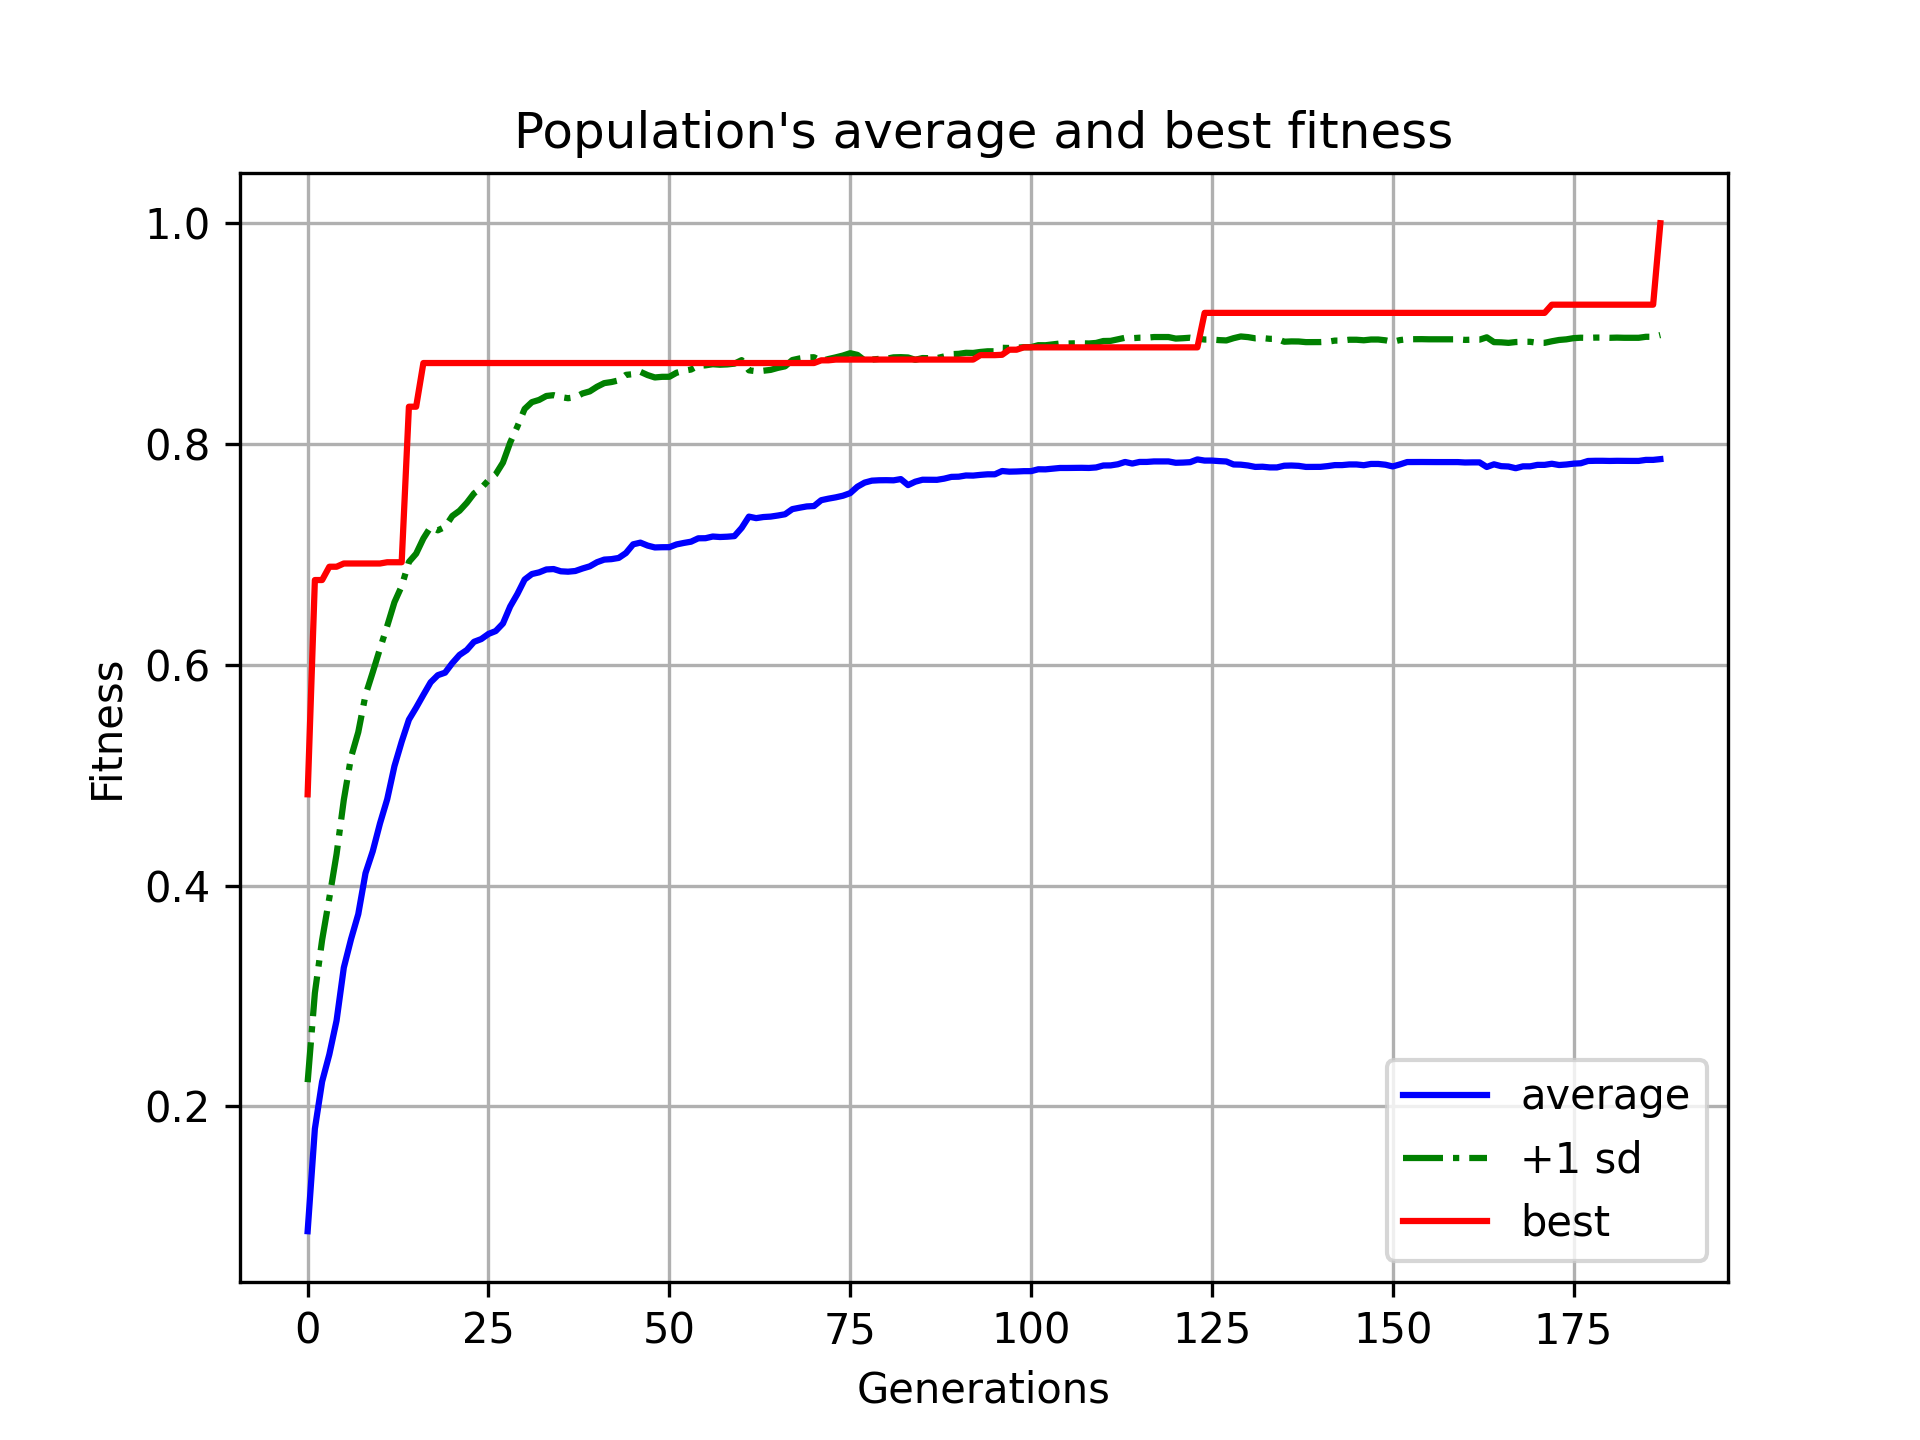 Population's average and best fitness
Fitness
1.0
0.8
0.6
0.4
0.2
0 25 50 75 100 125 150 175
Generations
average
+1 sd
best